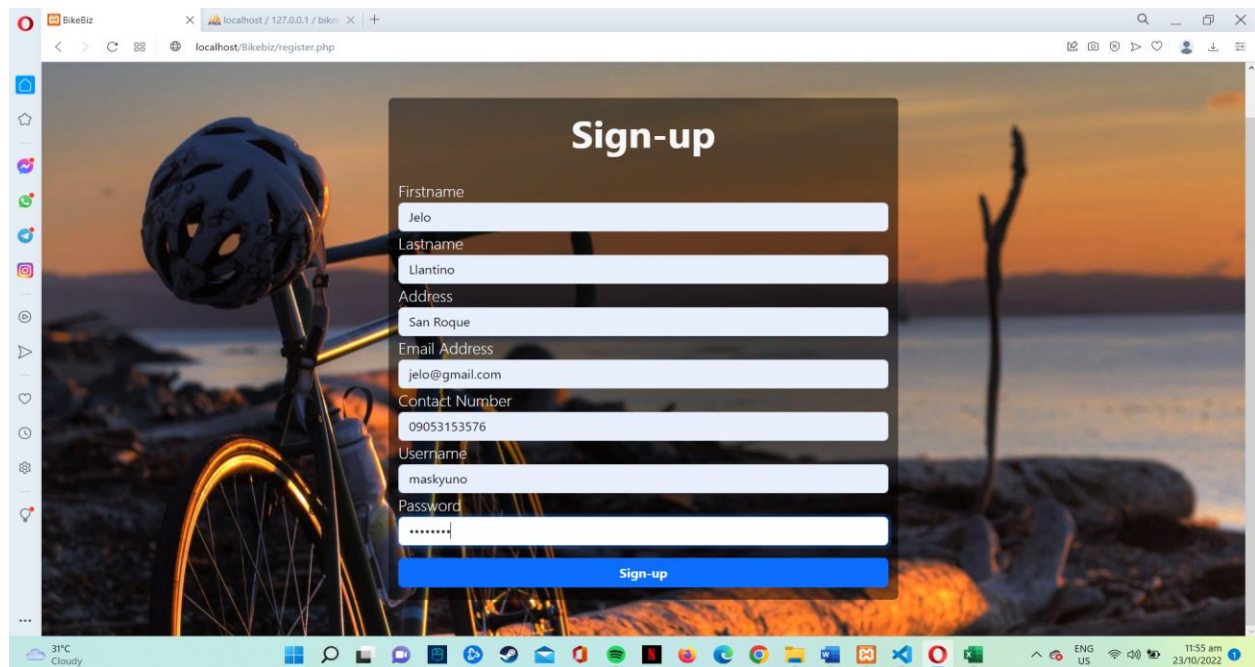 BikeBiz
localhost / 127.0.0.1 / bike
localhost/Bikebiz/register.php
Sign-up
Firstname
Jelo
Lastname
Llantino
Address
San Roque
Email Address
jelo@gmail.com
Contact Number
09053153576
Username
maskyuno
Password
••••••••
Sign-up
31°C
Cloudy
ENG
US
11:55 am
23/10/2022
1